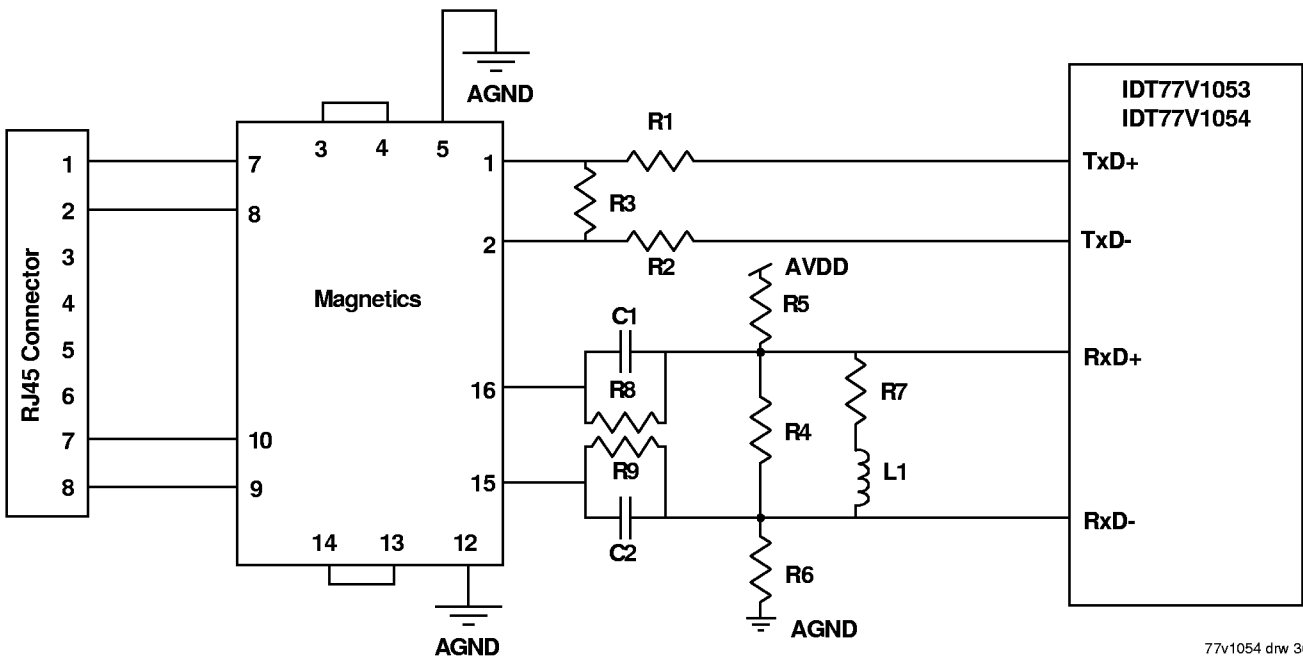 AGND
IDT77V1053
IDT77V1054
R1
3 4 5
1 7 1 TxD+
2 8 R3
2 TxD-
R2
3
AVDD
4 Magnetics R5
C1
5 RxD+
RJ45 Connector
16 R8 R7
6
R4
7 10
R9 L1
8 9 15
RxD-
14 13 12 C2
R6
AGND
AGND
77v1054 drw